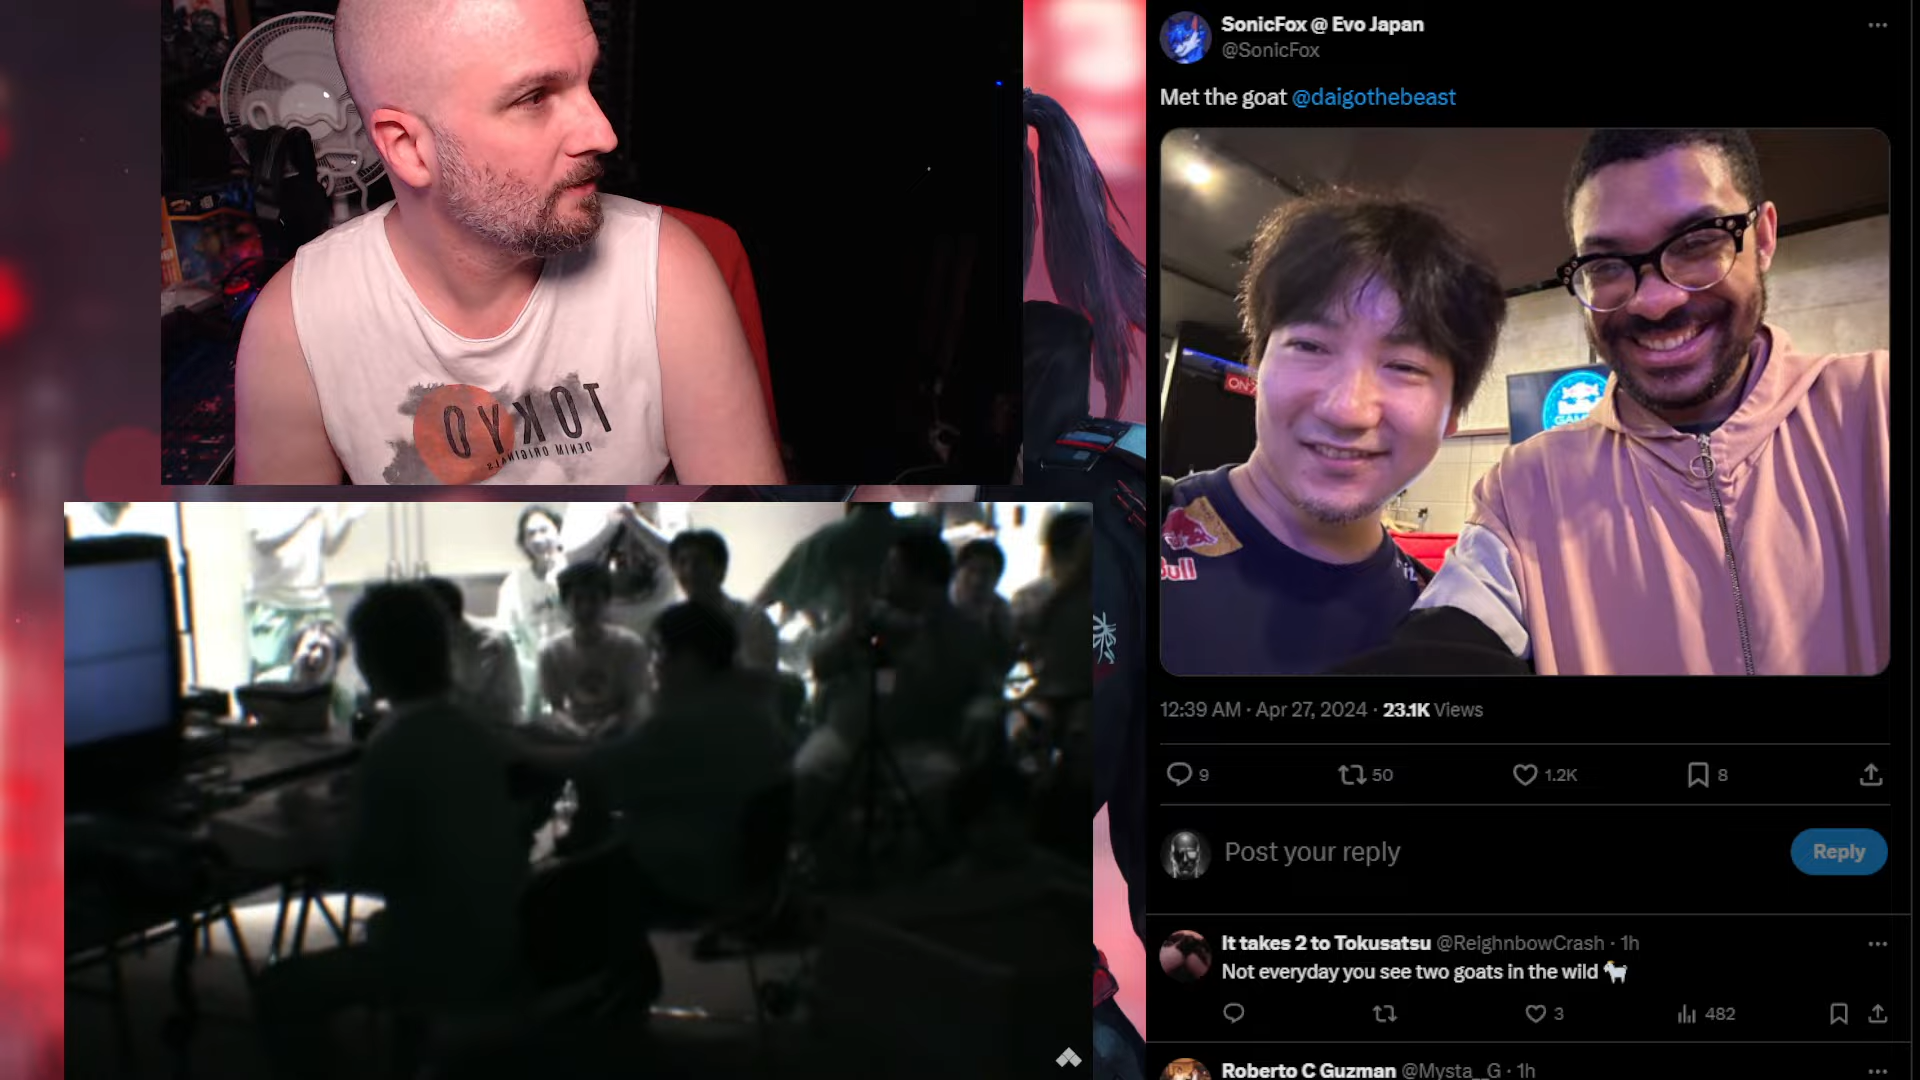 TOKYO
DENIM ORIGINALS
SonicFox @ Evo Japan
@SonicFox
Met the goat @daigothebeast
ON
Bull
12:39 AM · Apr 27, 2024 · 23.1K Views
9
50
1.2K
8
Post your reply
Reply
It takes 2 to Tokusatsu @ReighnbowCrash · 1h
Not everyday you see two goats in the wild 🐐
3
482
Roberto C Guzman @Mysta__G · 1h